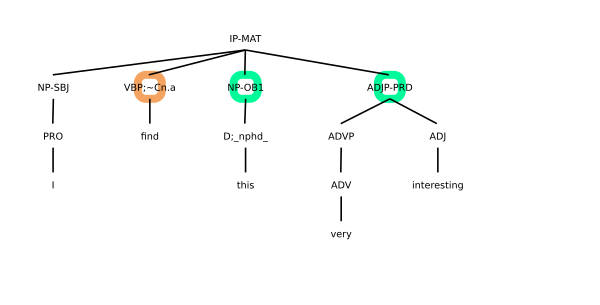 IP-MAT
NP-SBJ VBP;~Cn.a NP-OB1 ADJP-PRD
PRO find D;_nphd_ ADVP ADJ
I this ADV interesting
very